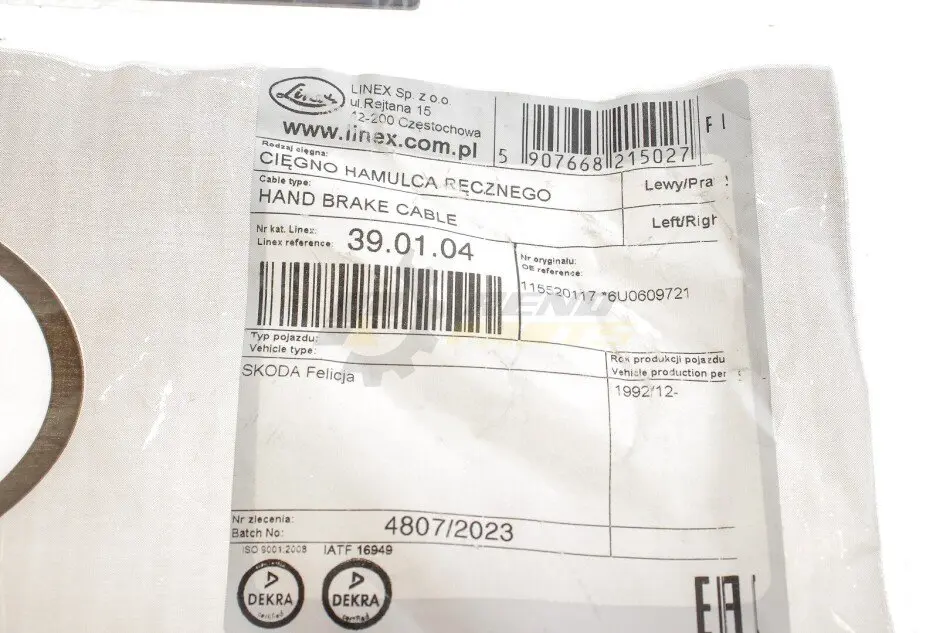 Linex
LINEX Sp. z o.o.
ul.Rejtana 15
42-200 Częstochowa
www.linex.com.pl
5 907668 215027
F
Rodzaj cięgna:
CIĘGNO HAMULCA RĘCZNEGO
Cable type:
HAND BRAKE CABLE
Lewy/Pra
Left/Righ
Nr kat. Linex:
Linex reference:
39.01.04
Nr oryginału:
OE reference:
115520117 *6U0609721
Typ pojazdu:
Vehicle type:
SKODA Felicja
Rok produkcji pojazdu
Vehicle production per
1992/12-
Nr zlecenia:
Batch No:
4807/2023
ISO 9001:2008 IATF 16949
DEKRA
DEKRA
EAC